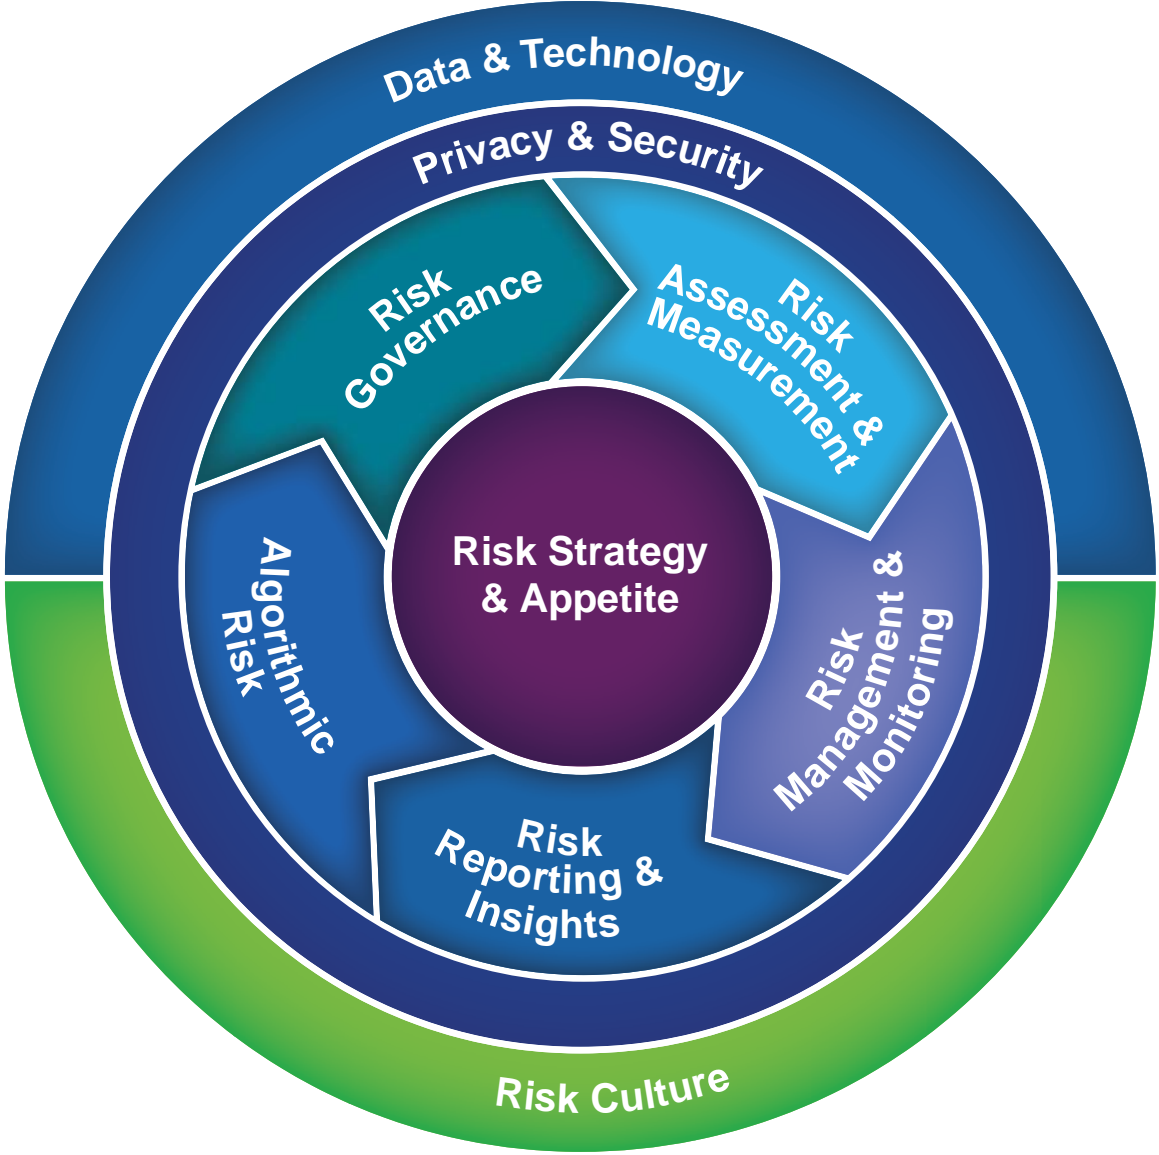 Data & Technology
Privacy & Security
Risk
Governance
Risk
Assessment &
Measurement
Risk
Management &
Monitoring
Risk
Reporting &
Insights
Algorithmic
Risk
Risk Strategy
& Appetite
Risk Culture